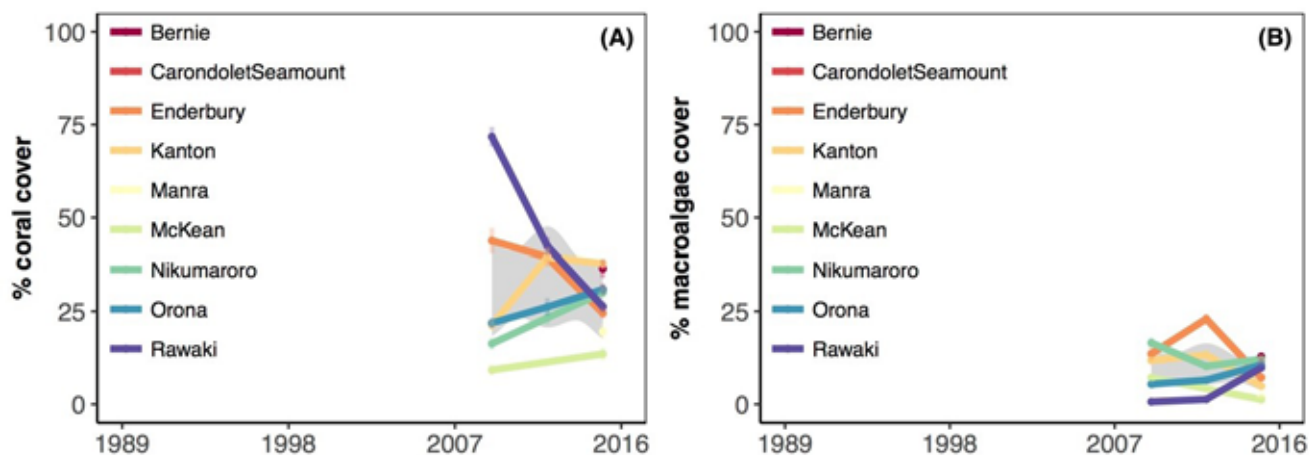 (A)
% coral cover
100
75
50
25
0
Bernie
CarondoletSeamount
Enderbury
Kanton
Manra
McKean
Nikumaroro
Orona
Rawaki
1989 1998 2007 2016
(B)
% macroalgae cover
100
75
50
25
0
Bernie
CarondoletSeamount
Enderbury
Kanton
Manra
McKean
Nikumaroro
Orona
Rawaki
1989 1998 2007 2016